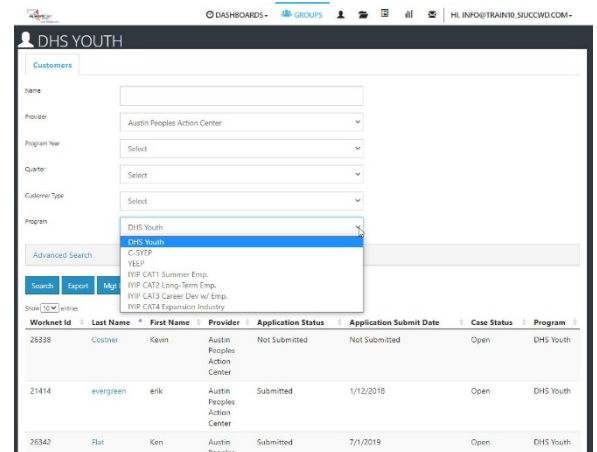 DASHBOARDS GROUPS HI, INFO@TRAIN10_SIUCCWD.COM
DHS YOUTH
Customers
Name
Provider Austin Peoples Action Center
Program Year Select
Quarter Select
Customer Type Select
Program DHS Youth
DHS Youth
C-SYEP
YEEP
IYIP CAT1 Summer Emp.
IYIP CAT2 Long-Term Emp.
IYIP CAT3 Career Dev w/ Emp.
IYIP CAT4 Expansion Industry
Advanced Search
Search Export Mgt
Show 10 entries
Worknet Id Last Name First Name Provider Application Status Application Submit Date Case Status Program
26338 Costner Kevin Austin Not Submitted Not Submitted Open DHS Youth
Peoples
Action
Center
21414 evergreen erik Austin Submitted 1/12/2018 Open DHS Youth
Peoples
Action
Center
26342 Flat Ken Austin Submitted 7/1/2019 Open DHS Youth